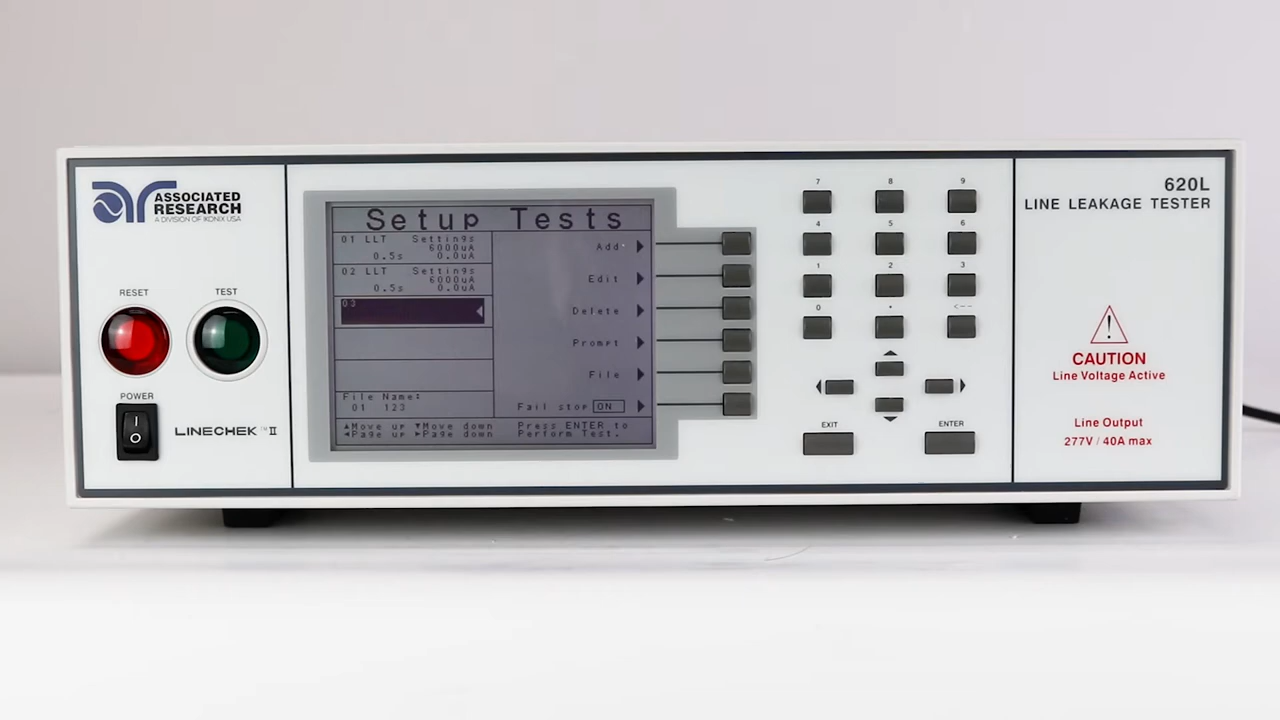 ASSOCIATED
RESEARCH
A DIVISION OF IKONIX USA
RESET
TEST
POWER
LINECHEK™ II
Setup Tests
01 LLT Settings
6000uA
0.5s 0.0uA
02 LLT Settings
6000uA
0.5s 0.0uA
03
File Name:
01 123
▲Move up ▼Move down
◄Page up ►Page down
Add
Edit
Delete
Prompt
File
Fail stop ON
Press ENTER to
Perform Test.
7 8 9
4 5 6
1 2 3
0 . <--
EXIT
ENTER
620L
LINE LEAKAGE TESTER
CAUTION
Line Voltage Active
Line Output
277V / 40A max